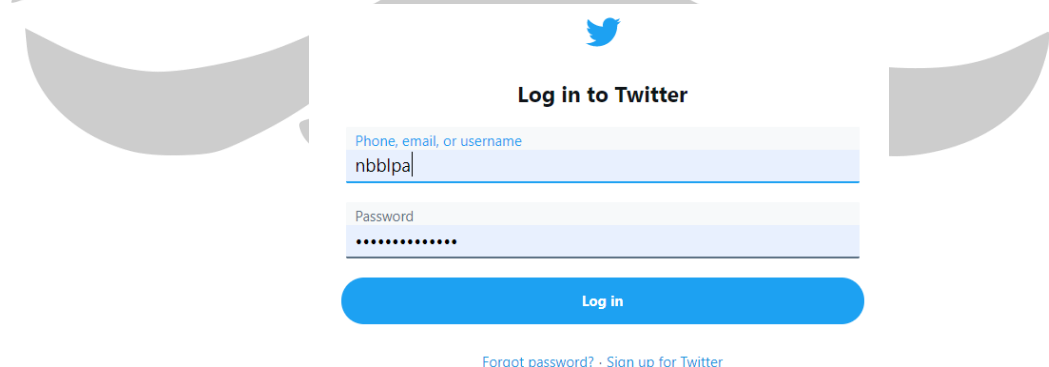 Log in to Twitter
Phone, email, or username
nbblpa
Password
••••••••••••••
Log in
Forgot password? · Sign up for Twitter